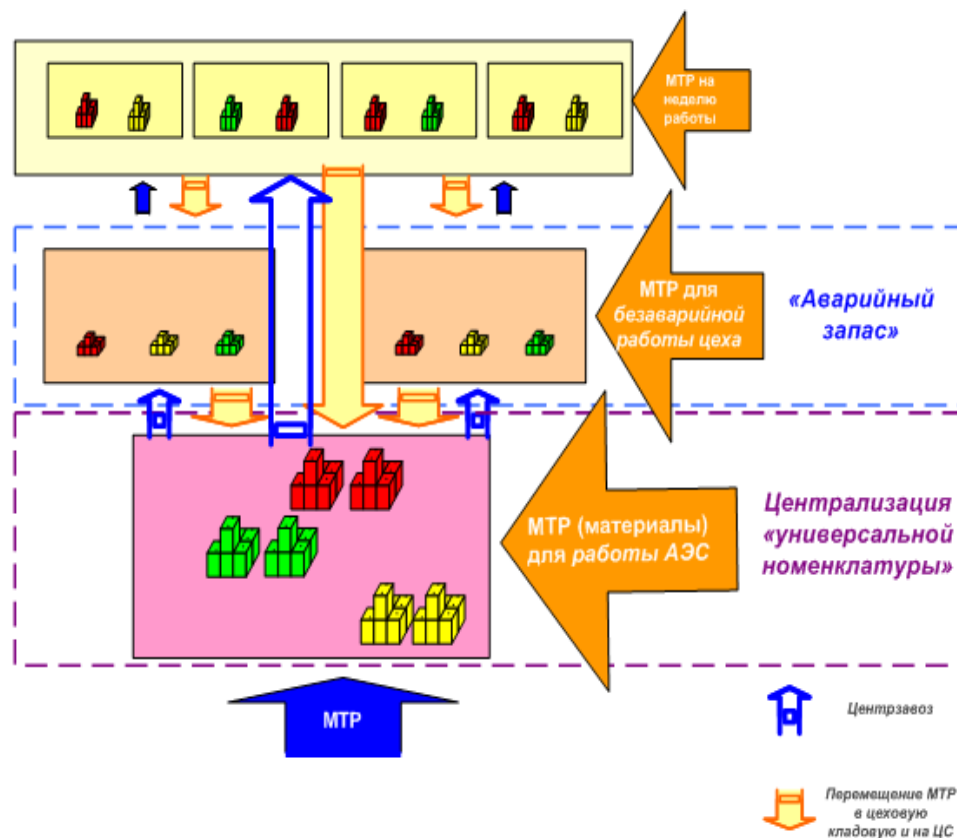 МТР на
неделю
работы
МТР для
безаварийной
работы цеха
«Аварийный
запас»
МТР (материалы)
для работы АЭС
Централизация
«универсальной
номенклатуры»
МТР
Центрзавоз
Перемещение МТР
в цеховую
кладовую и на ЦС